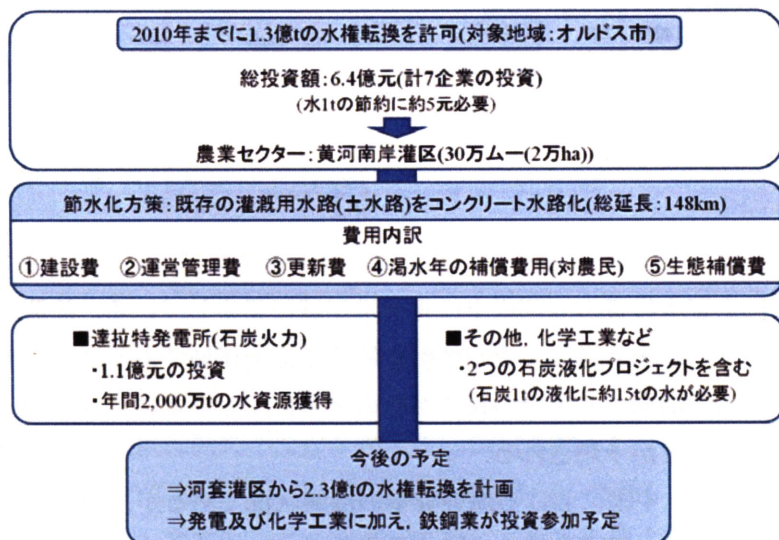 2010年までに1.3億tの水権転換を許可(対象地域:オルドス市)
総投資額:6.4億元(計7企業の投資)
(水1tの節約に約5元必要)
農業セクター:黄河南岸灌区(30万ムー(2万ha))
節水化方策:既存の灌漑用水路(土水路)をコンクリート水路化(総延長:148km)
費用内訳
①建設費 ②運営管理費 ③更新費 ④渇水年の補償費用(対農民) ⑤生態補償費
■達拉特発電所(石炭火力)
・1.1億元の投資
・年間2,000万tの水資源獲得
■その他,化学工業など
・2つの石炭液化プロジェクトを含む
(石炭1tの液化に約15tの水が必要)
今後の予定
⇒河套灌区から2.3億tの水権転換を計画
⇒発電及び化学工業に加え,鉄鋼業が投資参加予定